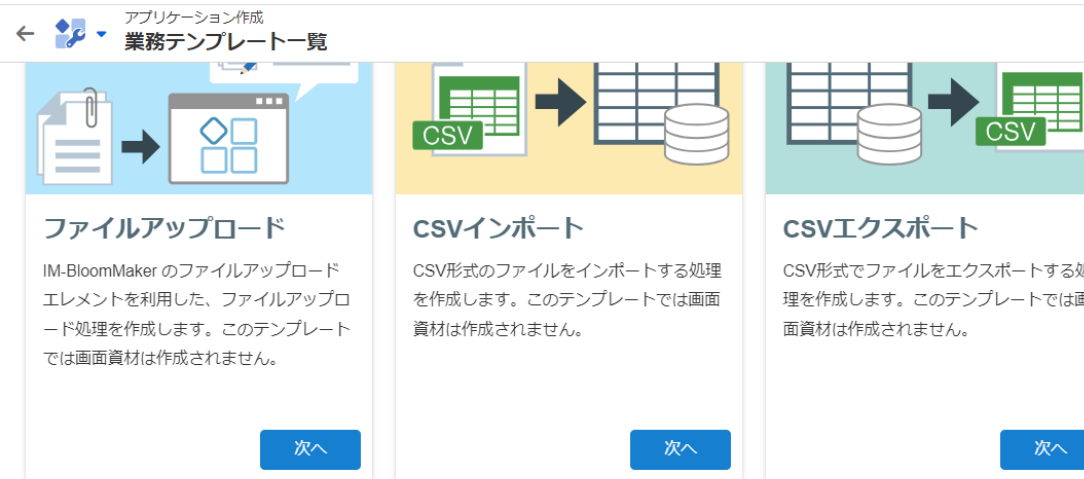 アプリケーション作成
業務テンプレート一覧
CSV
CSV
ファイルアップロード
IM-BloomMaker のファイルアップロード
エレメントを利用した、ファイルアップロ
ード処理を作成します。このテンプレート
では画面資材は作成されません。
次へ
CSVインポート
CSV形式のファイルをインポートする処理
を作成します。このテンプレートでは画面
資材は作成されません。
次へ
CSVエクスポート
CSV形式でファイルをエクスポートする処
理を作成します。このテンプレートでは画
面資材は作成されません。
次へ